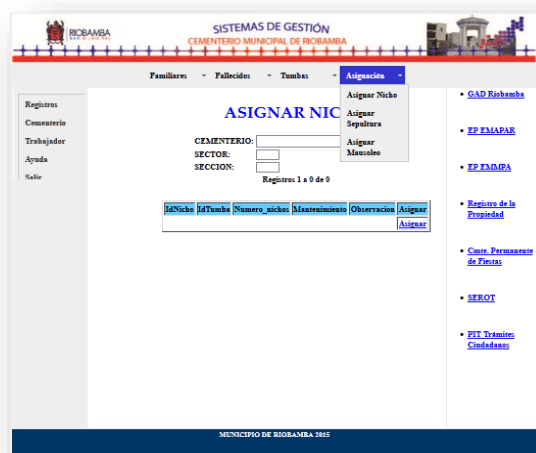 RIOBAMBA
SISTEMAS DE GESTIÓN
CEMENTERIO MUNICIPAL DE RIOBAMBA
Familiares
Fallecidos
Tumbas
Asignación
Asignar Nicho
Asignar
Sepultura
Asignar
Mausoleo
Registros
Cementerio
Trabajador
Ayuda
Salir
ASIGNAR NIC
CEMENTERIO:
SECTOR:
SECCION:
Registros 1 a 0 de 0
IdNicho IdTumba Numero_nichos Mantenimiento Observacion Asignar
Asignar
GAD Riobamba
EP EMAPAR
EP EMMPA
Registro de la
Propiedad
Comte. Permanente
de Fiestas
SEROT
PIT Trámites
Ciudadanos
MUNICIPIO DE RIOBAMBA 2015